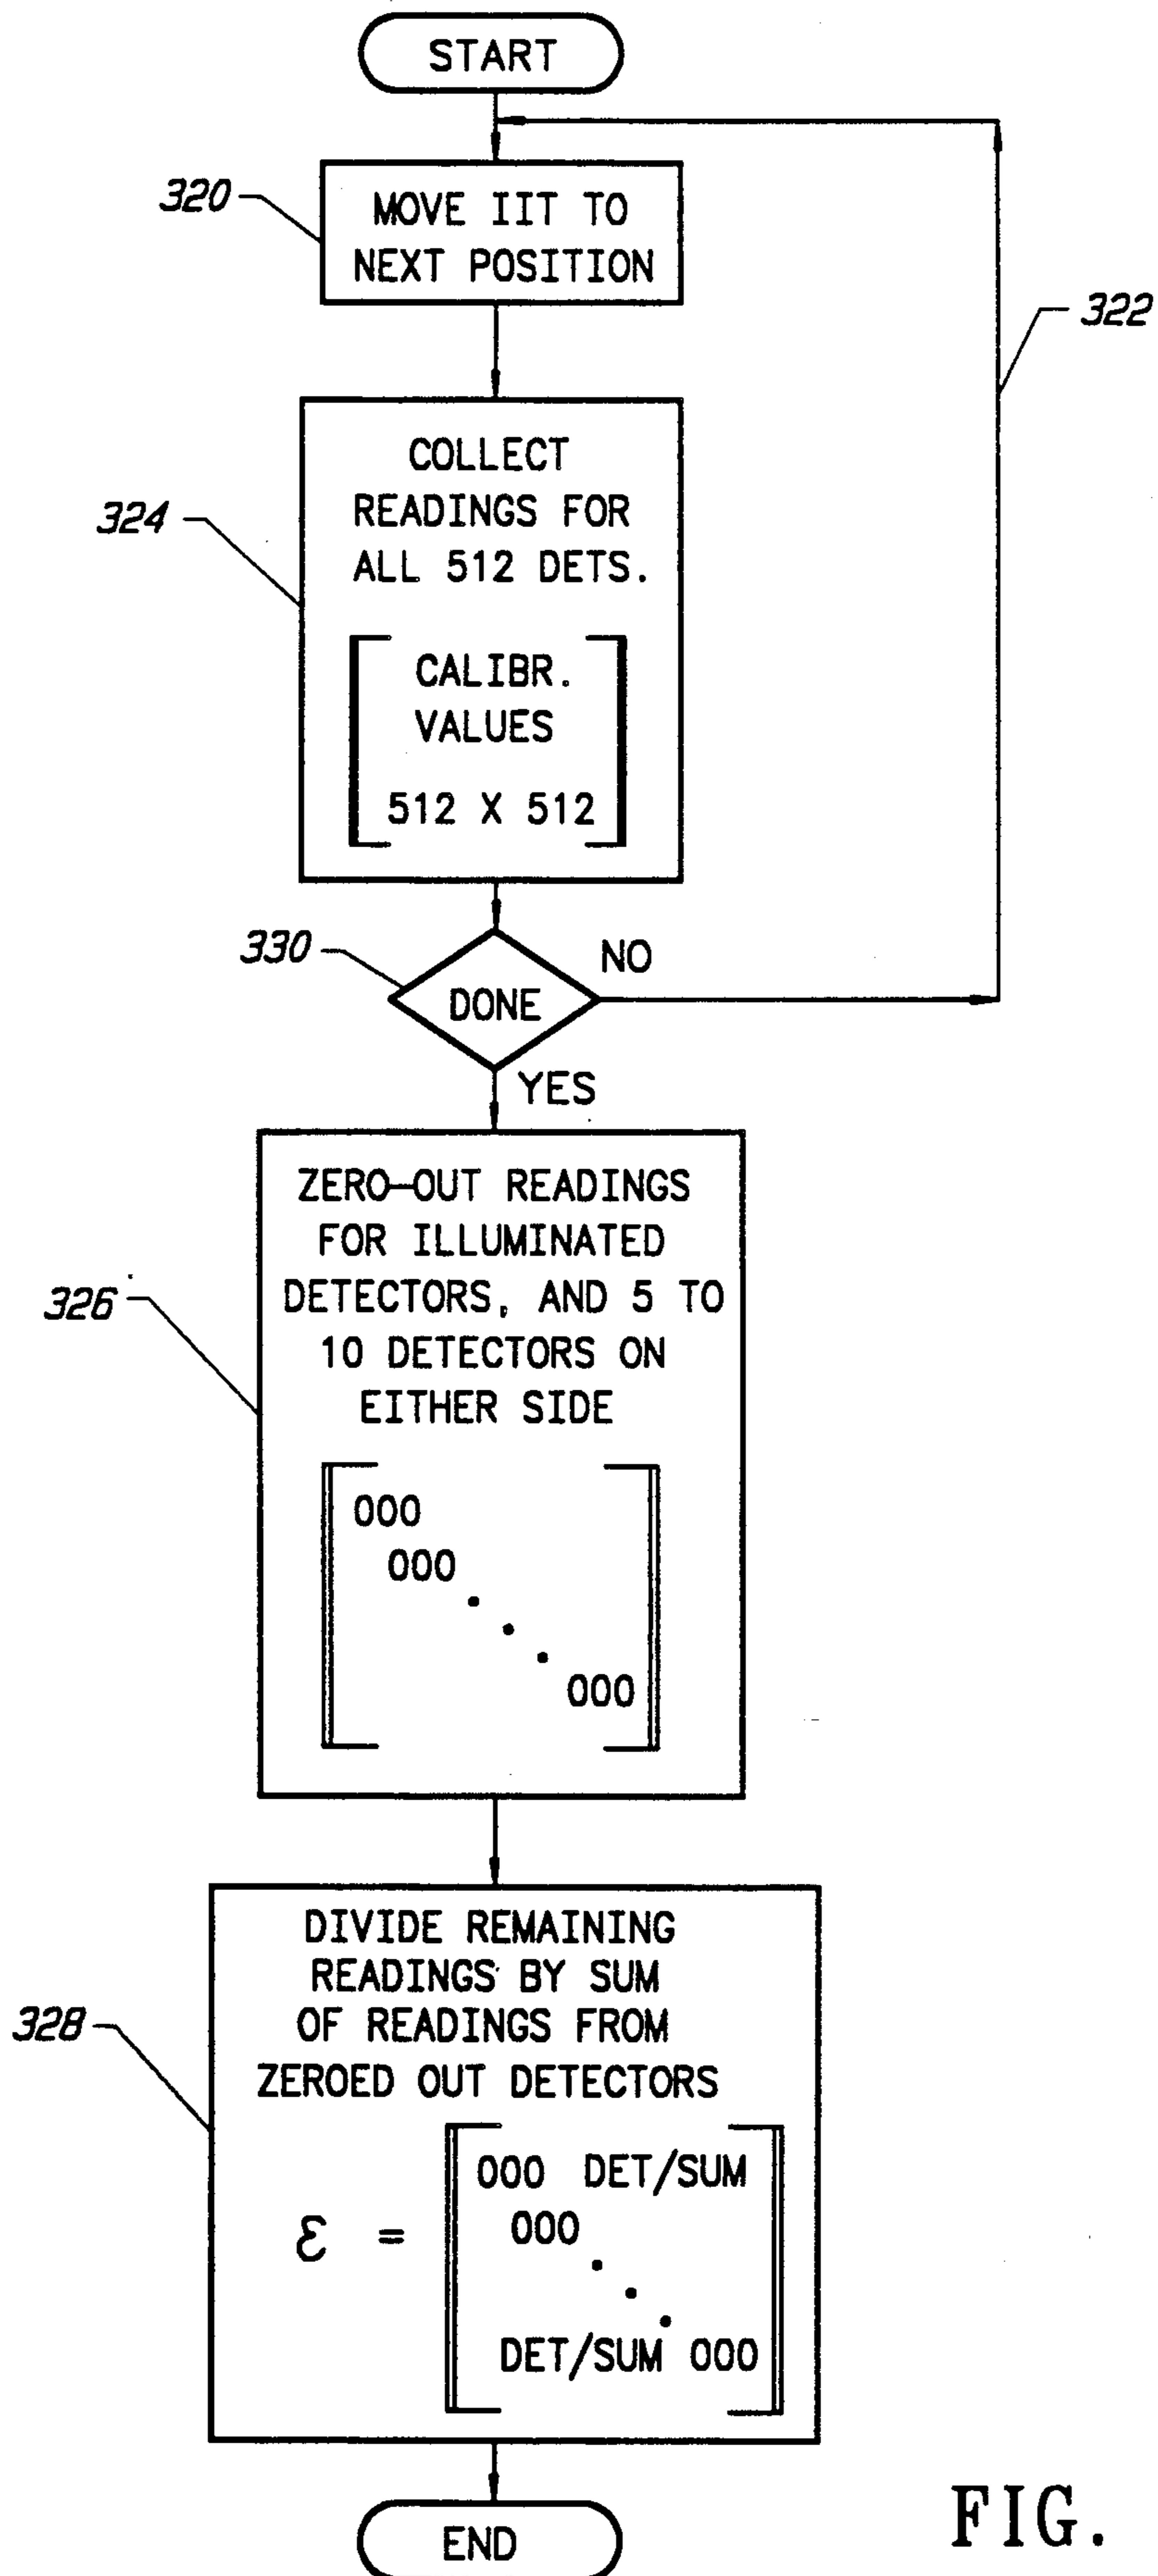 START
320
MOVE IIT TO
NEXT POSITION
322
324
COLLECT
READINGS FOR
ALL 512 DETS.
CALIBR.
VALUES
512 X 512
330
DONE
NO
YES
326
ZERO-OUT READINGS
FOR ILLUMINATED
DETECTORS, AND 5 TO
10 DETECTORS ON
EITHER SIDE
000
000
000
328
DIVIDE REMAINING
READINGS BY SUM
OF READINGS FROM
ZEROED OUT DETECTORS
000 DET/SUM
ε = 000
DET/SUM 000
END
FIG.